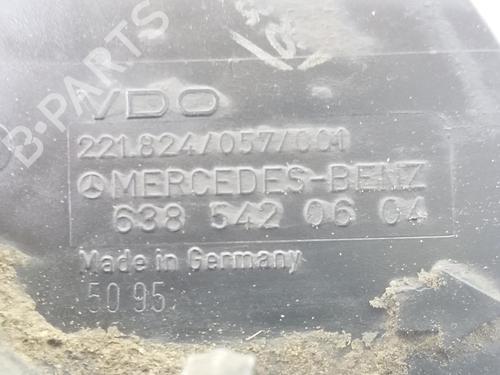 B-PARTS
VDO
221.824/057/001
MERCEDES-BENZ
638 542 06 04
Made in Germany
50 95